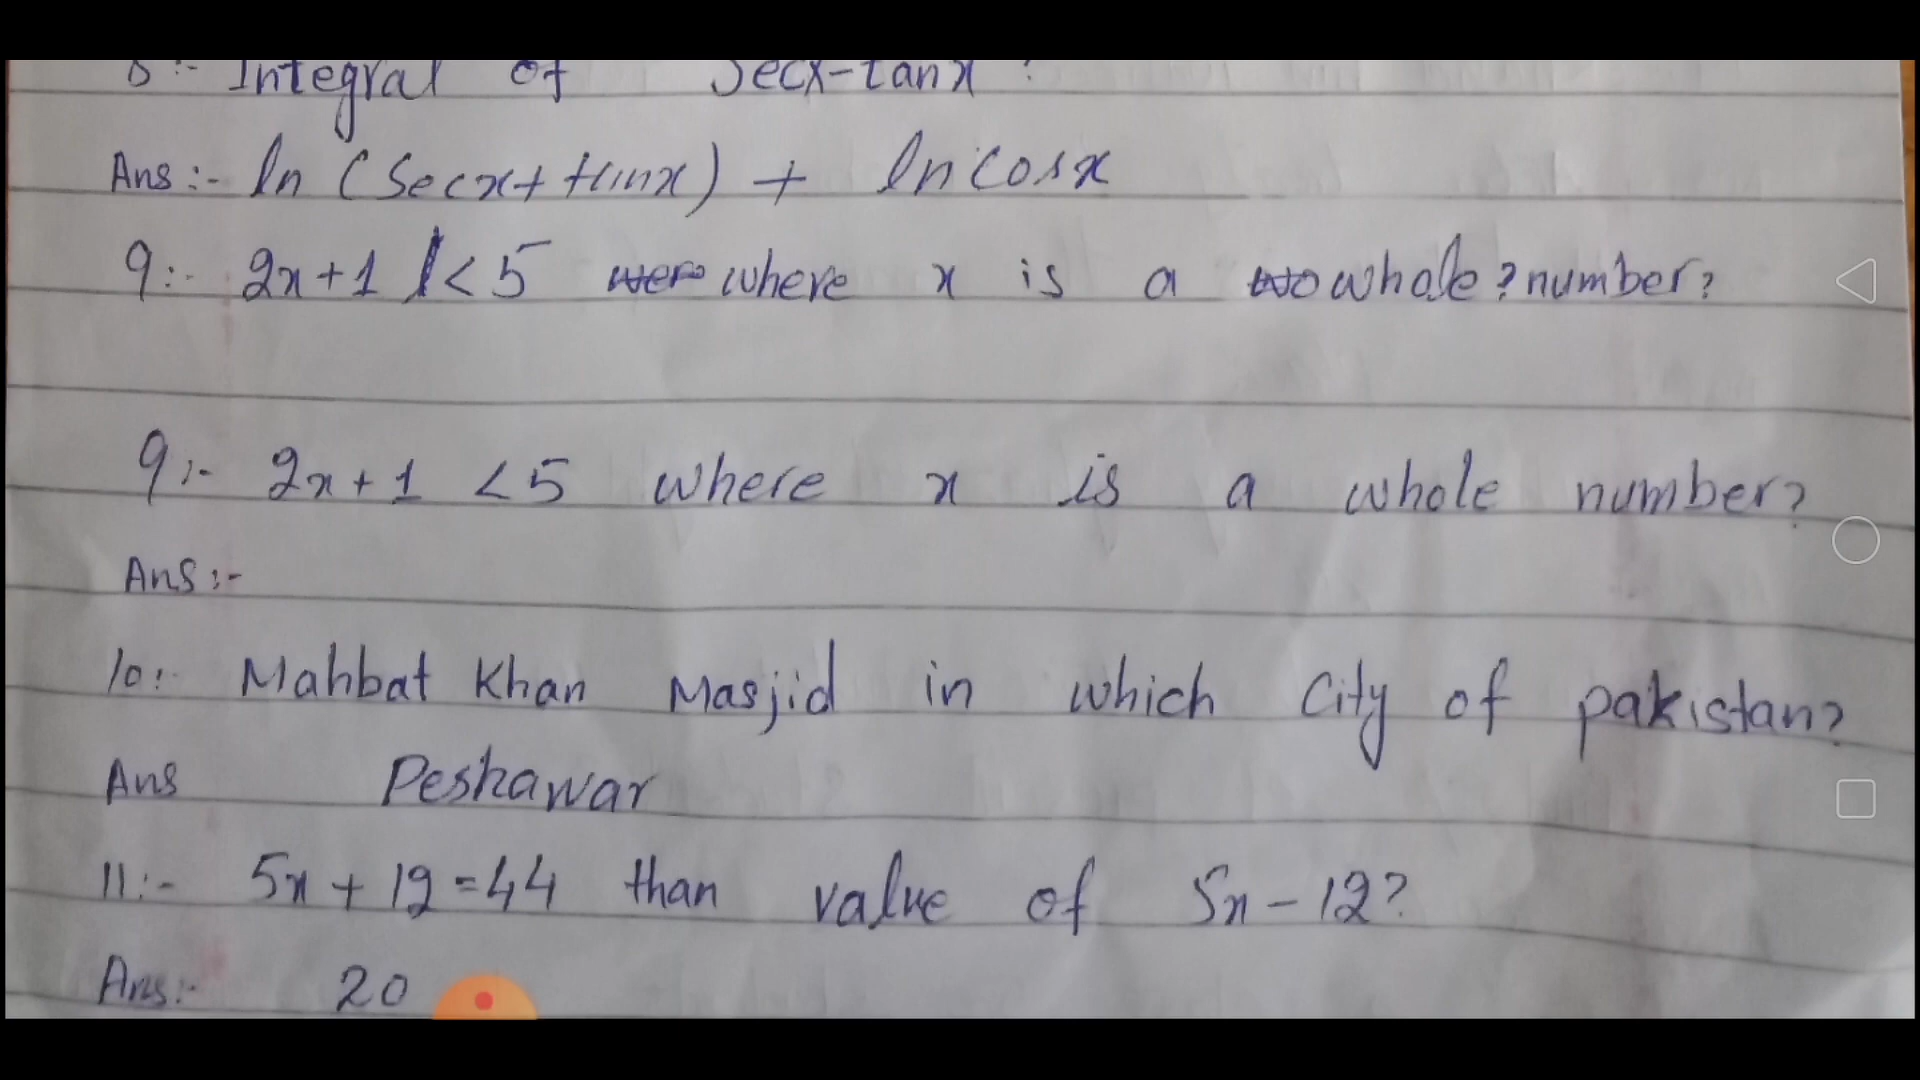 8:- Integral of Secx-tanx ?
Ans:- ln (Secx+tanx) + ln cosx
9:- 2x+1 < 5 where x is a whole? number?
9:- 2x+1 <5 where x is a whole number?
Ans:-
10:- Mahbat Khan Masjid in which City of pakistan?
Ans Peshawar
11:- 5x + 12 = 44 than value of 5x - 12?
Ans:- 20